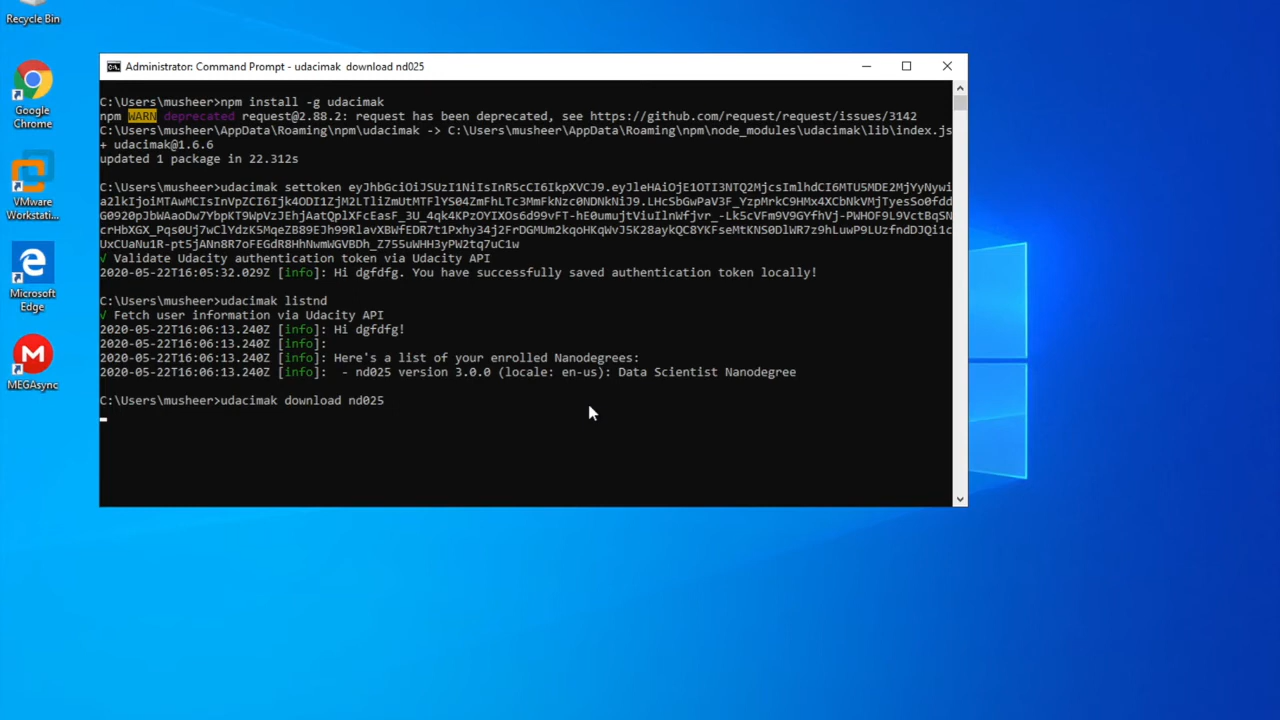 Recycle Bin
Google
Chrome
VMware
Workstati...
Microsoft
Edge
MEGAsync
Administrator: Command Prompt - udacimak  download nd025
C:\Users\musheer>npm install -g udacimak
npm WARN deprecated request@2.88.2: request has been deprecated, see https://github.com/request/request/issues/3142
C:\Users\musheer\AppData\Roaming\npm\udacimak -> C:\Users\musheer\AppData\Roaming\npm\node_modules\udacimak\lib\index.js
+ udacimak@1.6.6
updated 1 package in 22.312s
C:\Users\musheer>udacimak settoken
√ Validate Udacity authentication token via Udacity API
2020-05-22T16:05:32.029Z [info]: Hi dgfdfg. You have successfully saved authentication token locally!
C:\Users\musheer>udacimak listnd
√ Fetch user information via Udacity API
2020-05-22T16:06:13.240Z [info]: Hi dgfdfg!
2020-05-22T16:06:13.240Z [info]:
2020-05-22T16:06:13.240Z [info]: Here's a list of your enrolled Nanodegrees:
2020-05-22T16:06:13.240Z [info]:  - nd025 version 3.0.0 (locale: en-us): Data Scientist Nanodegree
C:\Users\musheer>udacimak download nd025